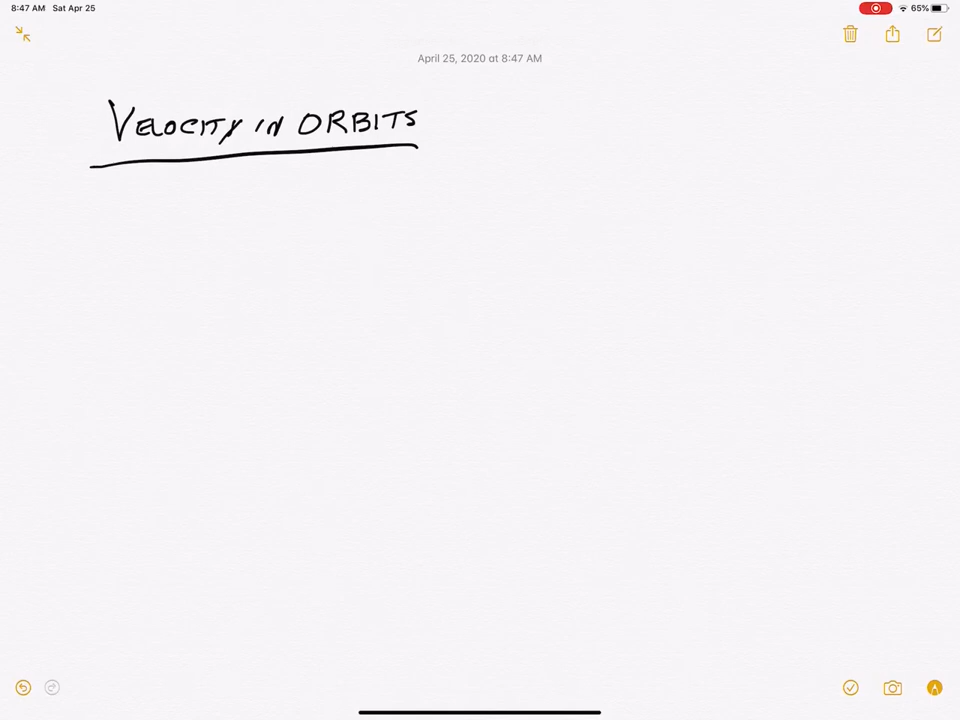 8:47 AM Sat Apr 25
65%
April 25, 2020 at 8:47 AM
VELOCITY IN ORBITS